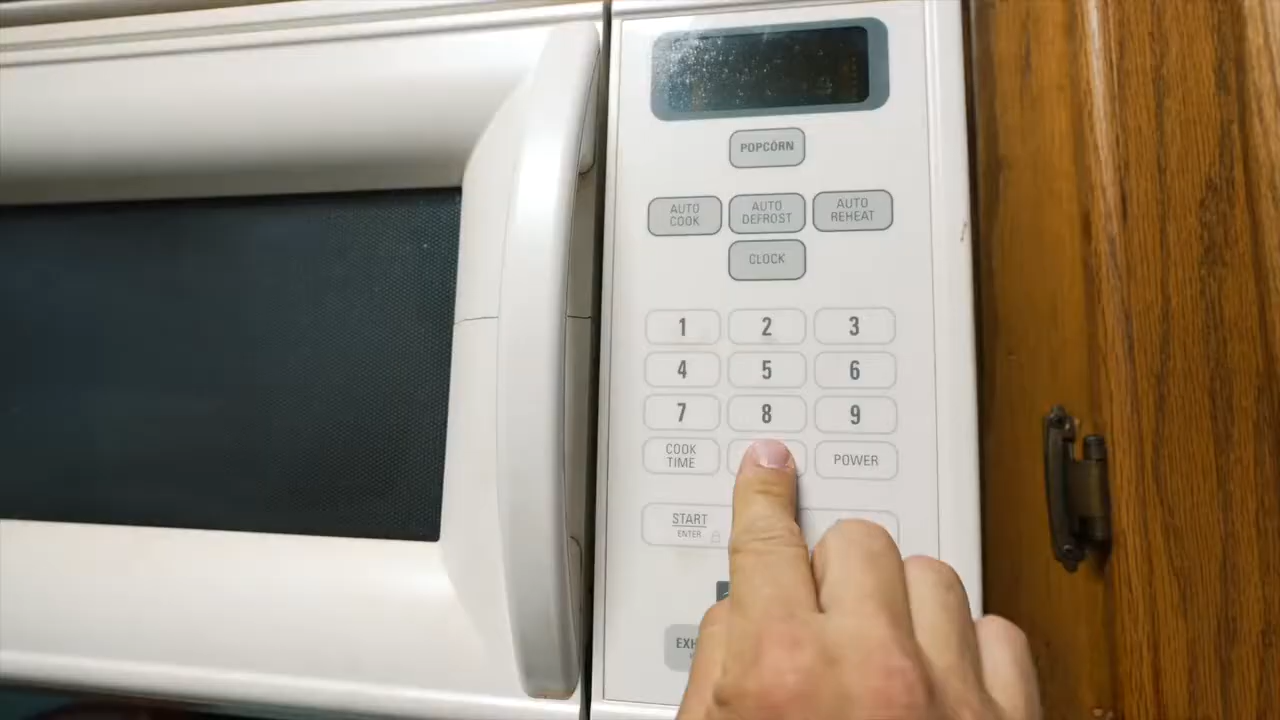 POPCORN
AUTO
COOK
AUTO
DEFROST
AUTO
REHEAT
CLOCK
1 2 3
4 5 6
7 8 9
COOK
TIME
POWER
START
ENTER
EXH